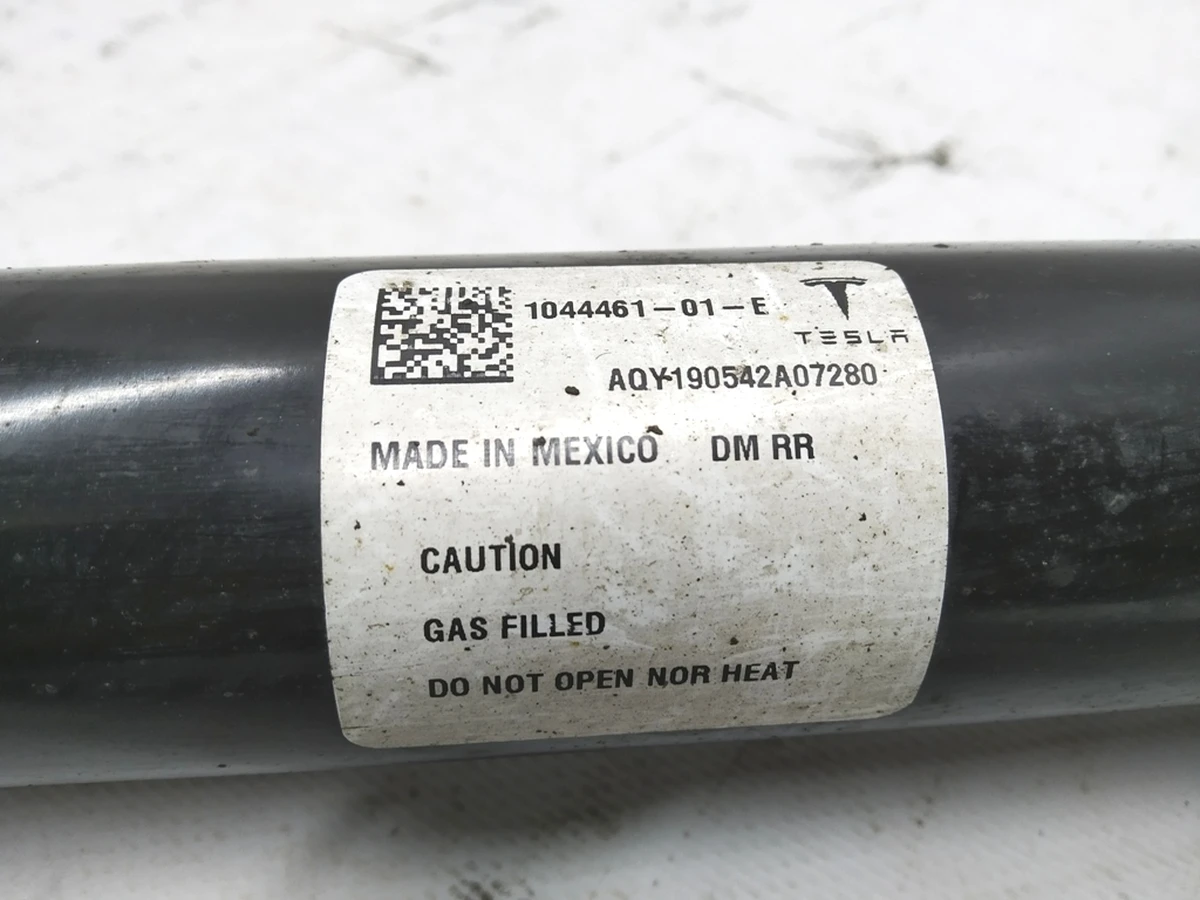 1044461-01-E
TESLA
AQY190542A07280
MADE IN MEXICO DM RR
CAUTION
GAS FILLED
DO NOT OPEN NOR HEAT